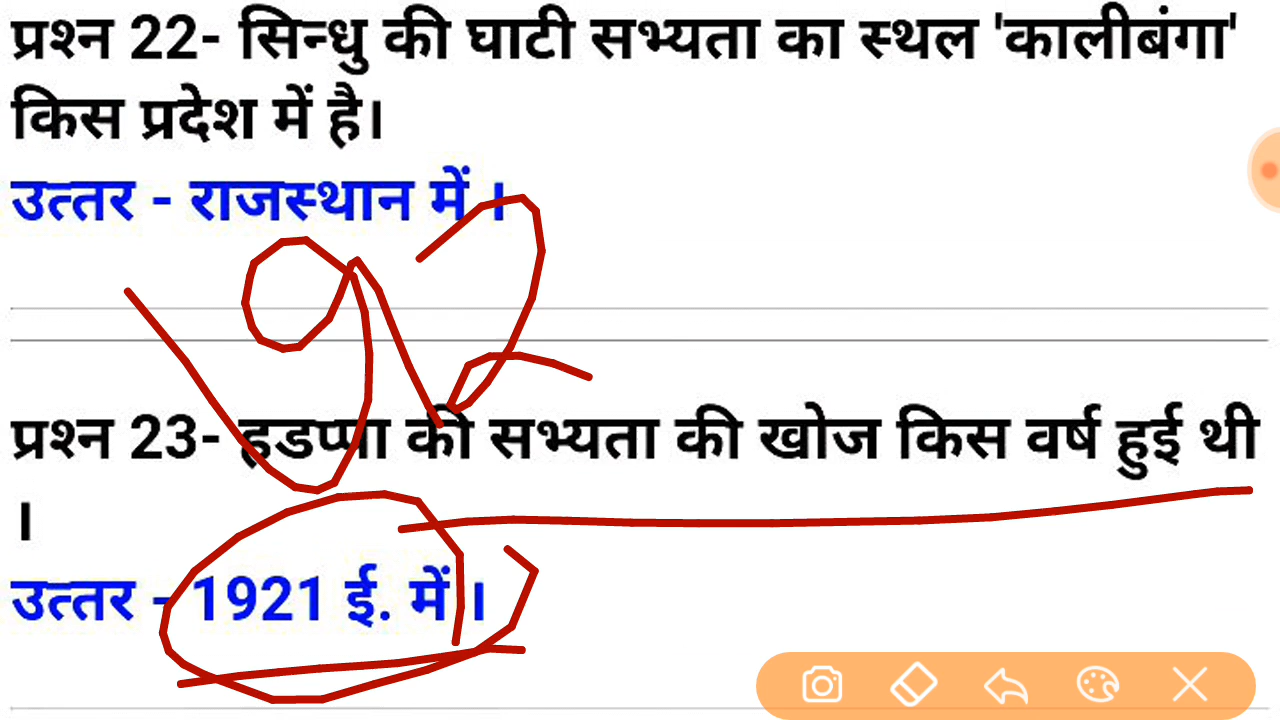 प्रश्न 22- सिन्धु की घाटी सभ्यता का स्थल 'कालीबंगा'
किस प्रदेश में है।
उत्तर - राजस्थान में ।
प्रश्न 23- हडप्पा की सभ्यता की खोज किस वर्ष हुई थी
।
उत्तर - 1921 ई. में ।